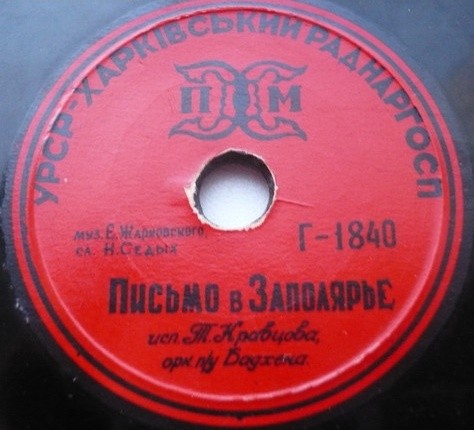 УРСР-ХАРКІВСЬКИЙ РАДНАРГОСП
П М
муз. Е. Жарковского,
сл. Н. Седых
Г-1840
Письмо в Заполярье
исп. Т. Кравцова,
орк. п/у Вадхена.